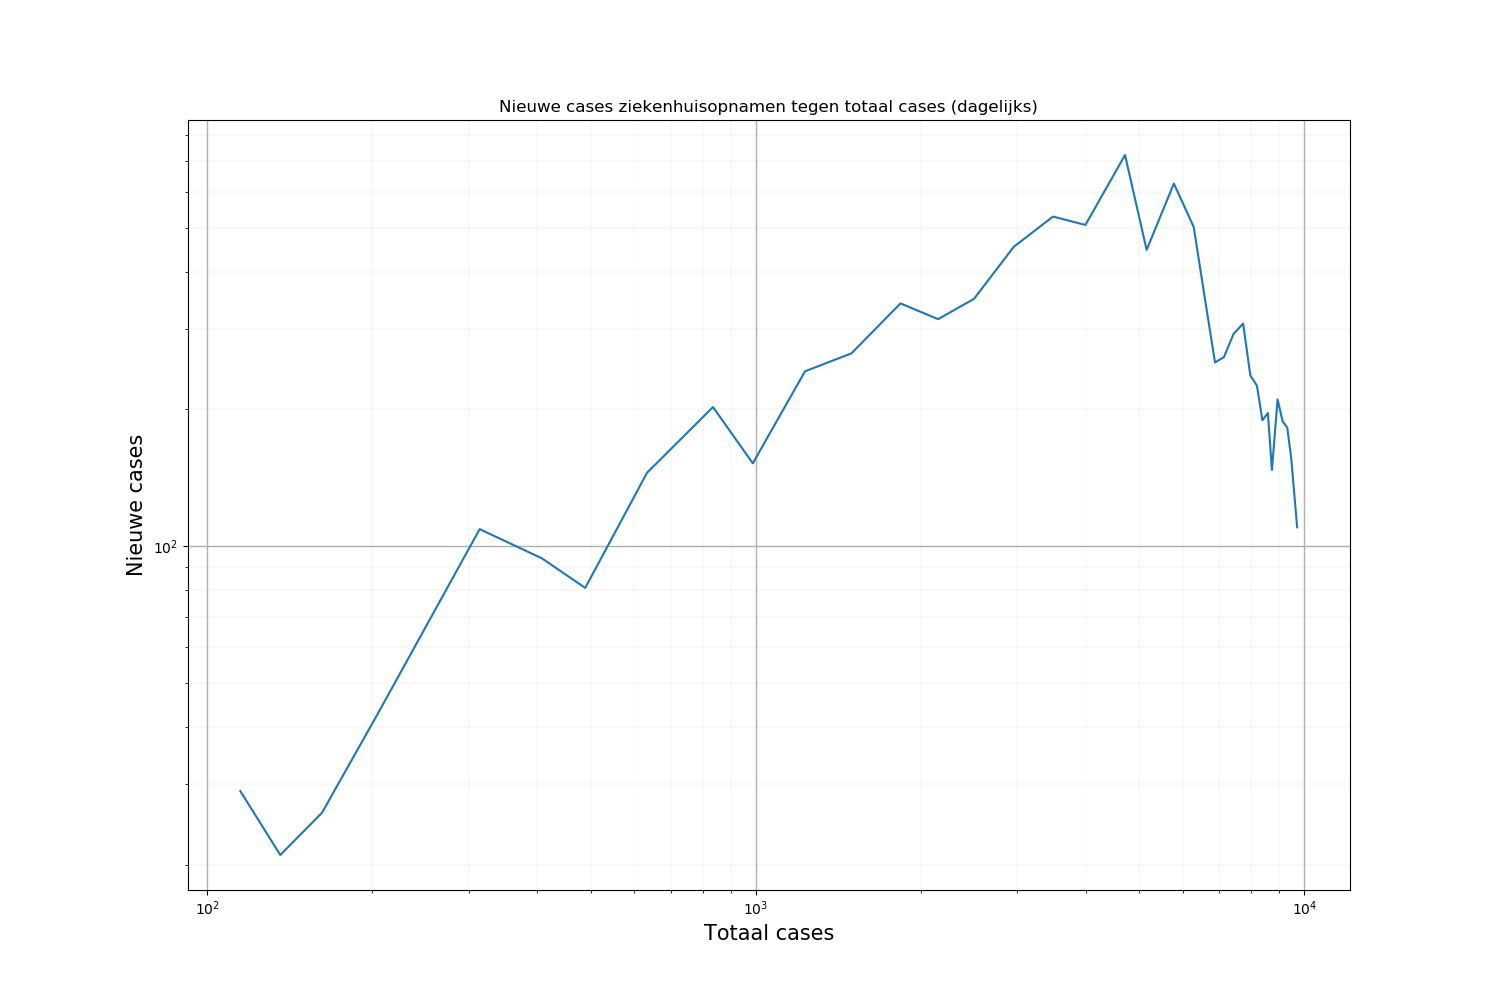 Nieuwe cases ziekenhuisopnamen tegen totaal cases (dagelijks)
Nieuwe cases
10²
10² 10³ 10⁴
Totaal cases